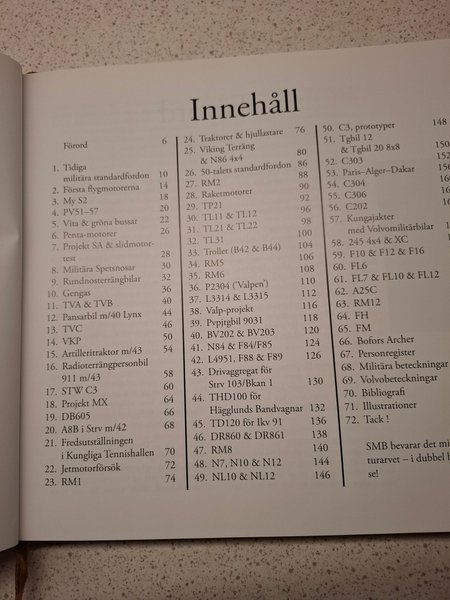 Innehåll
Förord 6
1. Tidiga
militära standardfordon 10
2. Första flygmotorerna 14
3. My S2 18
4. PV51–57 20
5. Vita & gröna bussar 22
6. Penta-motorer 26
7. Projekt SA & slidmotor-
test 28
8. Militära Spetsnosar 30
9. Rundnosterrängbilar 32
10. Gengas 36
11. TVA & TVB 40
12. Pansarbil m/40 Lynx 44
13. TVC 46
14. VKP 50
15. Artilleritraktor m/43 54
16. Radioterrängpersonbil
911 m/43 58
17. STW C3 60
18. Projekt MX 64
19. DB605 66
20. A8B i Strv m/42 68
21. Fredsutställningen
i Kungliga Tennishallen 70
22. Jetmotorförsök 72
23. RM1 74
24. Traktorer & hjullastare 76
25. Viking Terräng
& N86 4x4 80
26. 50-talets standardfordon 86
27. RM2 88
28. Raketmotorer 90
29. TP21 92
30. TL11 & TL12 96
31. TL21 & TL22 98
32. TL31 100
33. Trollet (B42 & B44) 104
34. RM5 106
35. RM6 108
36. P2304 ('Valpen') 110
37. L3314 & L3315 112
38. Valp-projekt 116
39. Pvpjtgbil 9031 118
40. BV202 & BV203 120
41. N84 & F84/F85 124
42. L4951, F88 & F89 126
43. Drivaggregat för
Strv 103/Bkan 1 130
44. THD100 för
Hägglunds Bandvagnar 132
45. TD120 för Ikv 91 136
46. DR860 & DR861 138
47. RM8 140
48. N7, N10 & N12 144
49. NL10 & NL12 146
50. C3, prototyper 148
51. Tgbil 12
& Tgbil 20 8x8 150
52. C303
53. Paris–Alger–Dakar
54. C304
55. C306
56. C202
57. Kungajakter
med Volvomilitärbilar
58. 245 4x4 & XC
59. F10 & F12 & F16
60. FL6
61. FL7 & FL10 & FL12
62. A25C
63. RM12
64. FH
65. FM
66. Bofors Archer
67. Personregister
68. Militära beteckningar
69. Volvobeteckningar
70. Bibliografi
71. Illustrationer
72. Tack !
SMB bevarar det mi
turarvet – i dubbel
se!